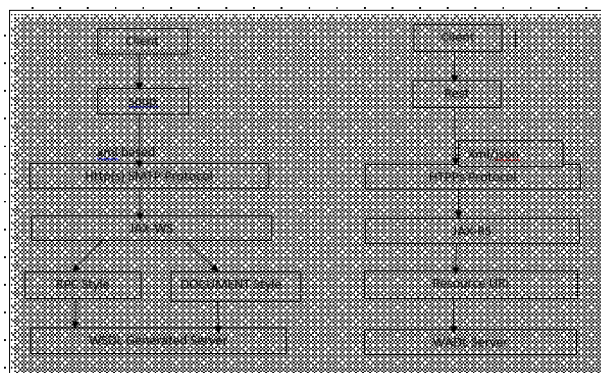 Client
Soap
xml based
Http(s) SMTP Protocol
JAX-WS
RPC Style
DOCUMENT Style
WSDL Generated Server
Client
Rest
xml/json
HTTPs Protocol
JAX-RS
Resource URI
WADL Server